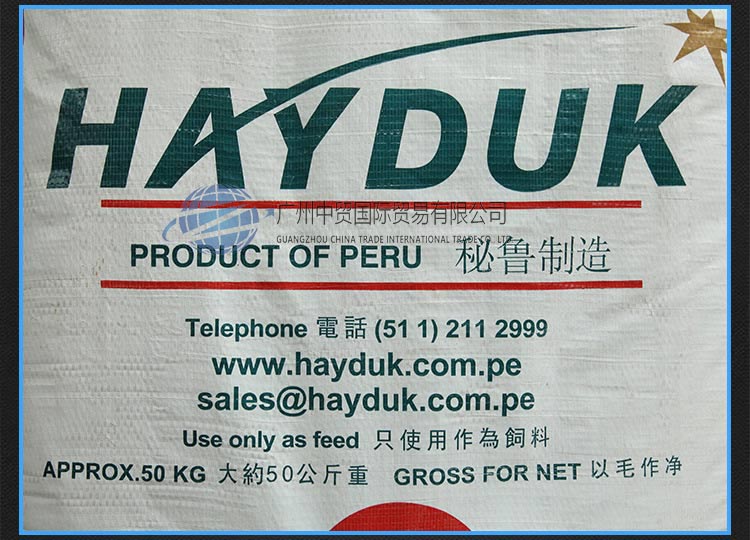 HAYDUK
广州中贸国际贸易有限公司
GUANGZHOU CHINA TRADE INTERNATIONAL TRADE CO. LTD
PRODUCT OF PERU 秘鲁制造
Telephone 電話 (51 1) 211 2999
www.hayduk.com.pe
sales@hayduk.com.pe
Use only as feed 只使用作為飼料
APPROX.50 KG 大約50公斤重 GROSS FOR NET 以毛作净